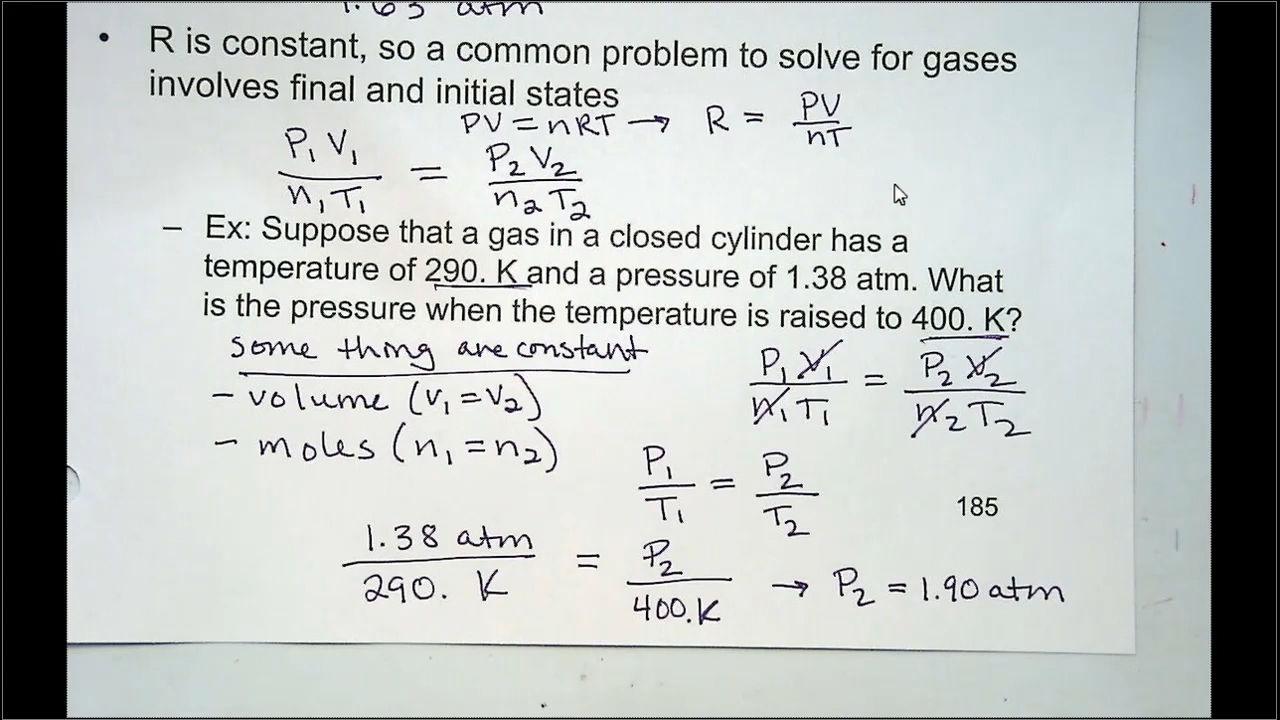 1.63 atm
• R is constant, so a common problem to solve for gases
involves final and initial states
PV = nRT → R = PV/nT
P₁V₁/n₁T₁ = P₂V₂/n₂T₂
– Ex: Suppose that a gas in a closed cylinder has a
temperature of 290. K and a pressure of 1.38 atm. What
is the pressure when the temperature is raised to 400. K?
some thing are constant
- volume (V₁ = V₂)
- moles (n₁ = n₂)
P₁V₁/n₁T₁ = P₂V₂/n₂T₂
P₁/T₁ = P₂/T₂
185
1.38 atm/290. K = P₂/400. K → P₂ = 1.90 atm